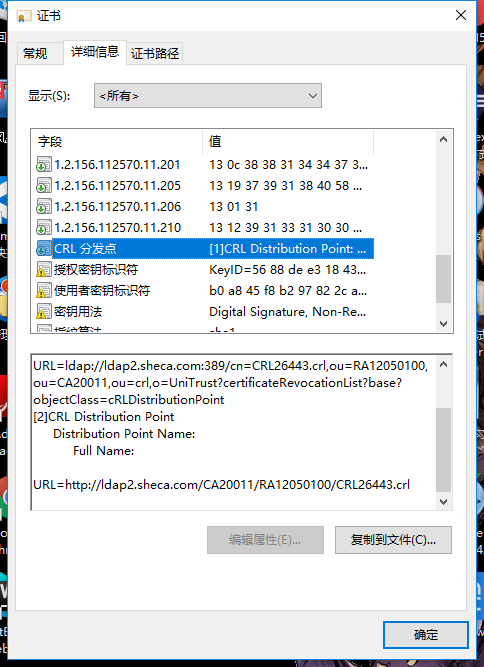 证书
常规
详细信息
证书路径
显示(S):
<所有>
字段 值
1.2.156.112570.11.201 13 0c 38 38 31 34 34 37 3...
1.2.156.112570.11.205 13 19 37 39 31 38 40 58 ...
1.2.156.112570.11.206 13 01 31
1.2.156.112570.11.210 13 12 39 31 33 31 30 30 ...
CRL 分发点 [1]CRL Distribution Point: ...
授权密钥标识符 KeyID=56 88 de e3 18 43...
使用者密钥标识符 b0 a8 45 f8 b2 97 82 2c a...
密钥用法 Digital Signature, Non-Re...
指纹算法 sha1
URL=ldap://ldap2.sheca.com:389/cn=CRL26443.crl,ou=RA12050100,
ou=CA20011,ou=crl,o=UniTrust?certificateRevocationList?base?
objectClass=cRLDistributionPoint
[2]CRL Distribution Point
Distribution Point Name:
Full Name:
URL=http://ldap2.sheca.com/CA20011/RA12050100/CRL26443.crl
编辑属性(E)...
复制到文件(C)...
确定